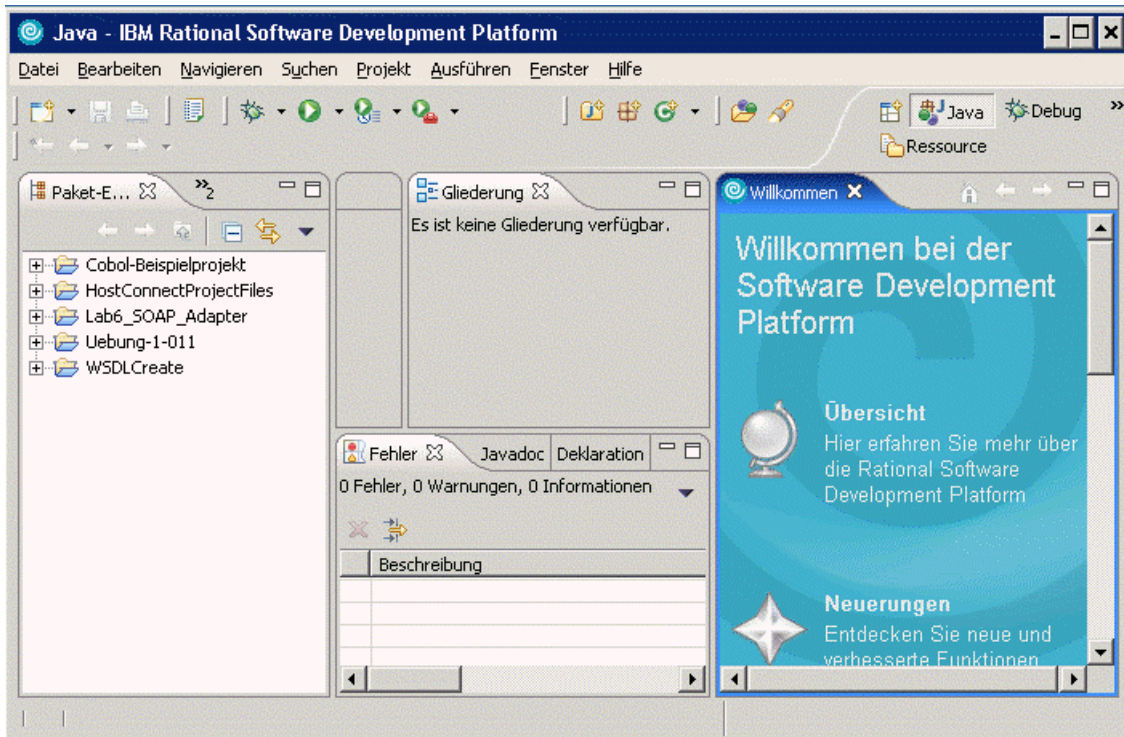 Java - IBM Rational Software Development Platform
Datei Bearbeiten Navigieren Suchen Projekt Ausführen Fenster Hilfe
Java Debug »
Ressource
Paket-E... »2
Cobol-Beispielprojekt
HostConnectProjectFiles
Lab6_SOAP_Adapter
Uebung-1-011
WSDLCreate
Gliederung
Es ist keine Gliederung verfügbar.
Fehler Javadoc Deklaration
0 Fehler, 0 Warnungen, 0 Informationen
Beschreibung
Willkommen
Willkommen bei der
Software Development
Platform
Übersicht
Hier erfahren Sie mehr über
die Rational Software
Development Platform
Neuerungen
Entdecken Sie neue und
verbesserte Funktionen